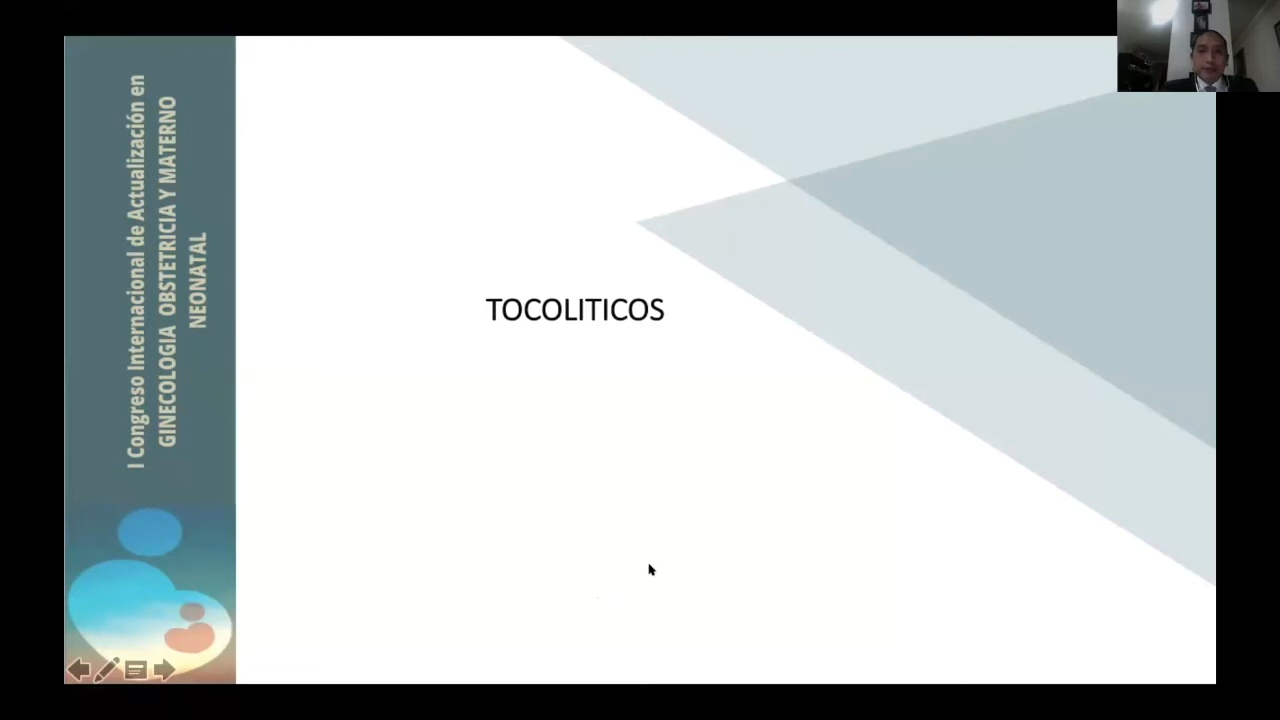 I Congreso Internacional de Actualización en
GINECOLOGIA OBSTETRICIA Y MATERNO
NEONATAL
TOCOLITICOS